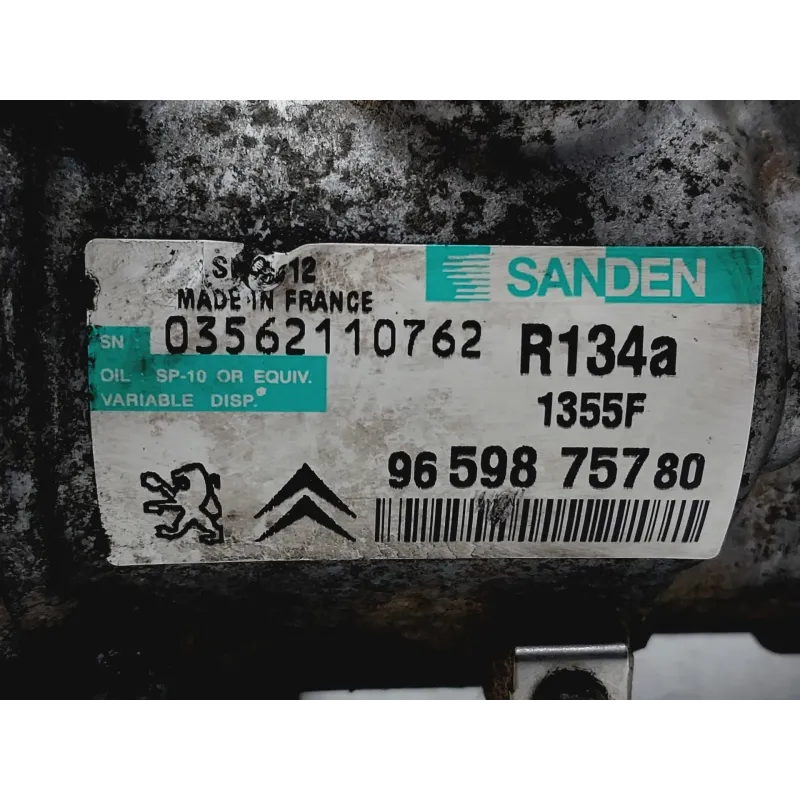 SANDEN
MADE IN FRANCE
SN 03562110762
R134a
OIL SP-10 OR EQUIV.
VARIABLE DISP.
1355F
96 598 757 80